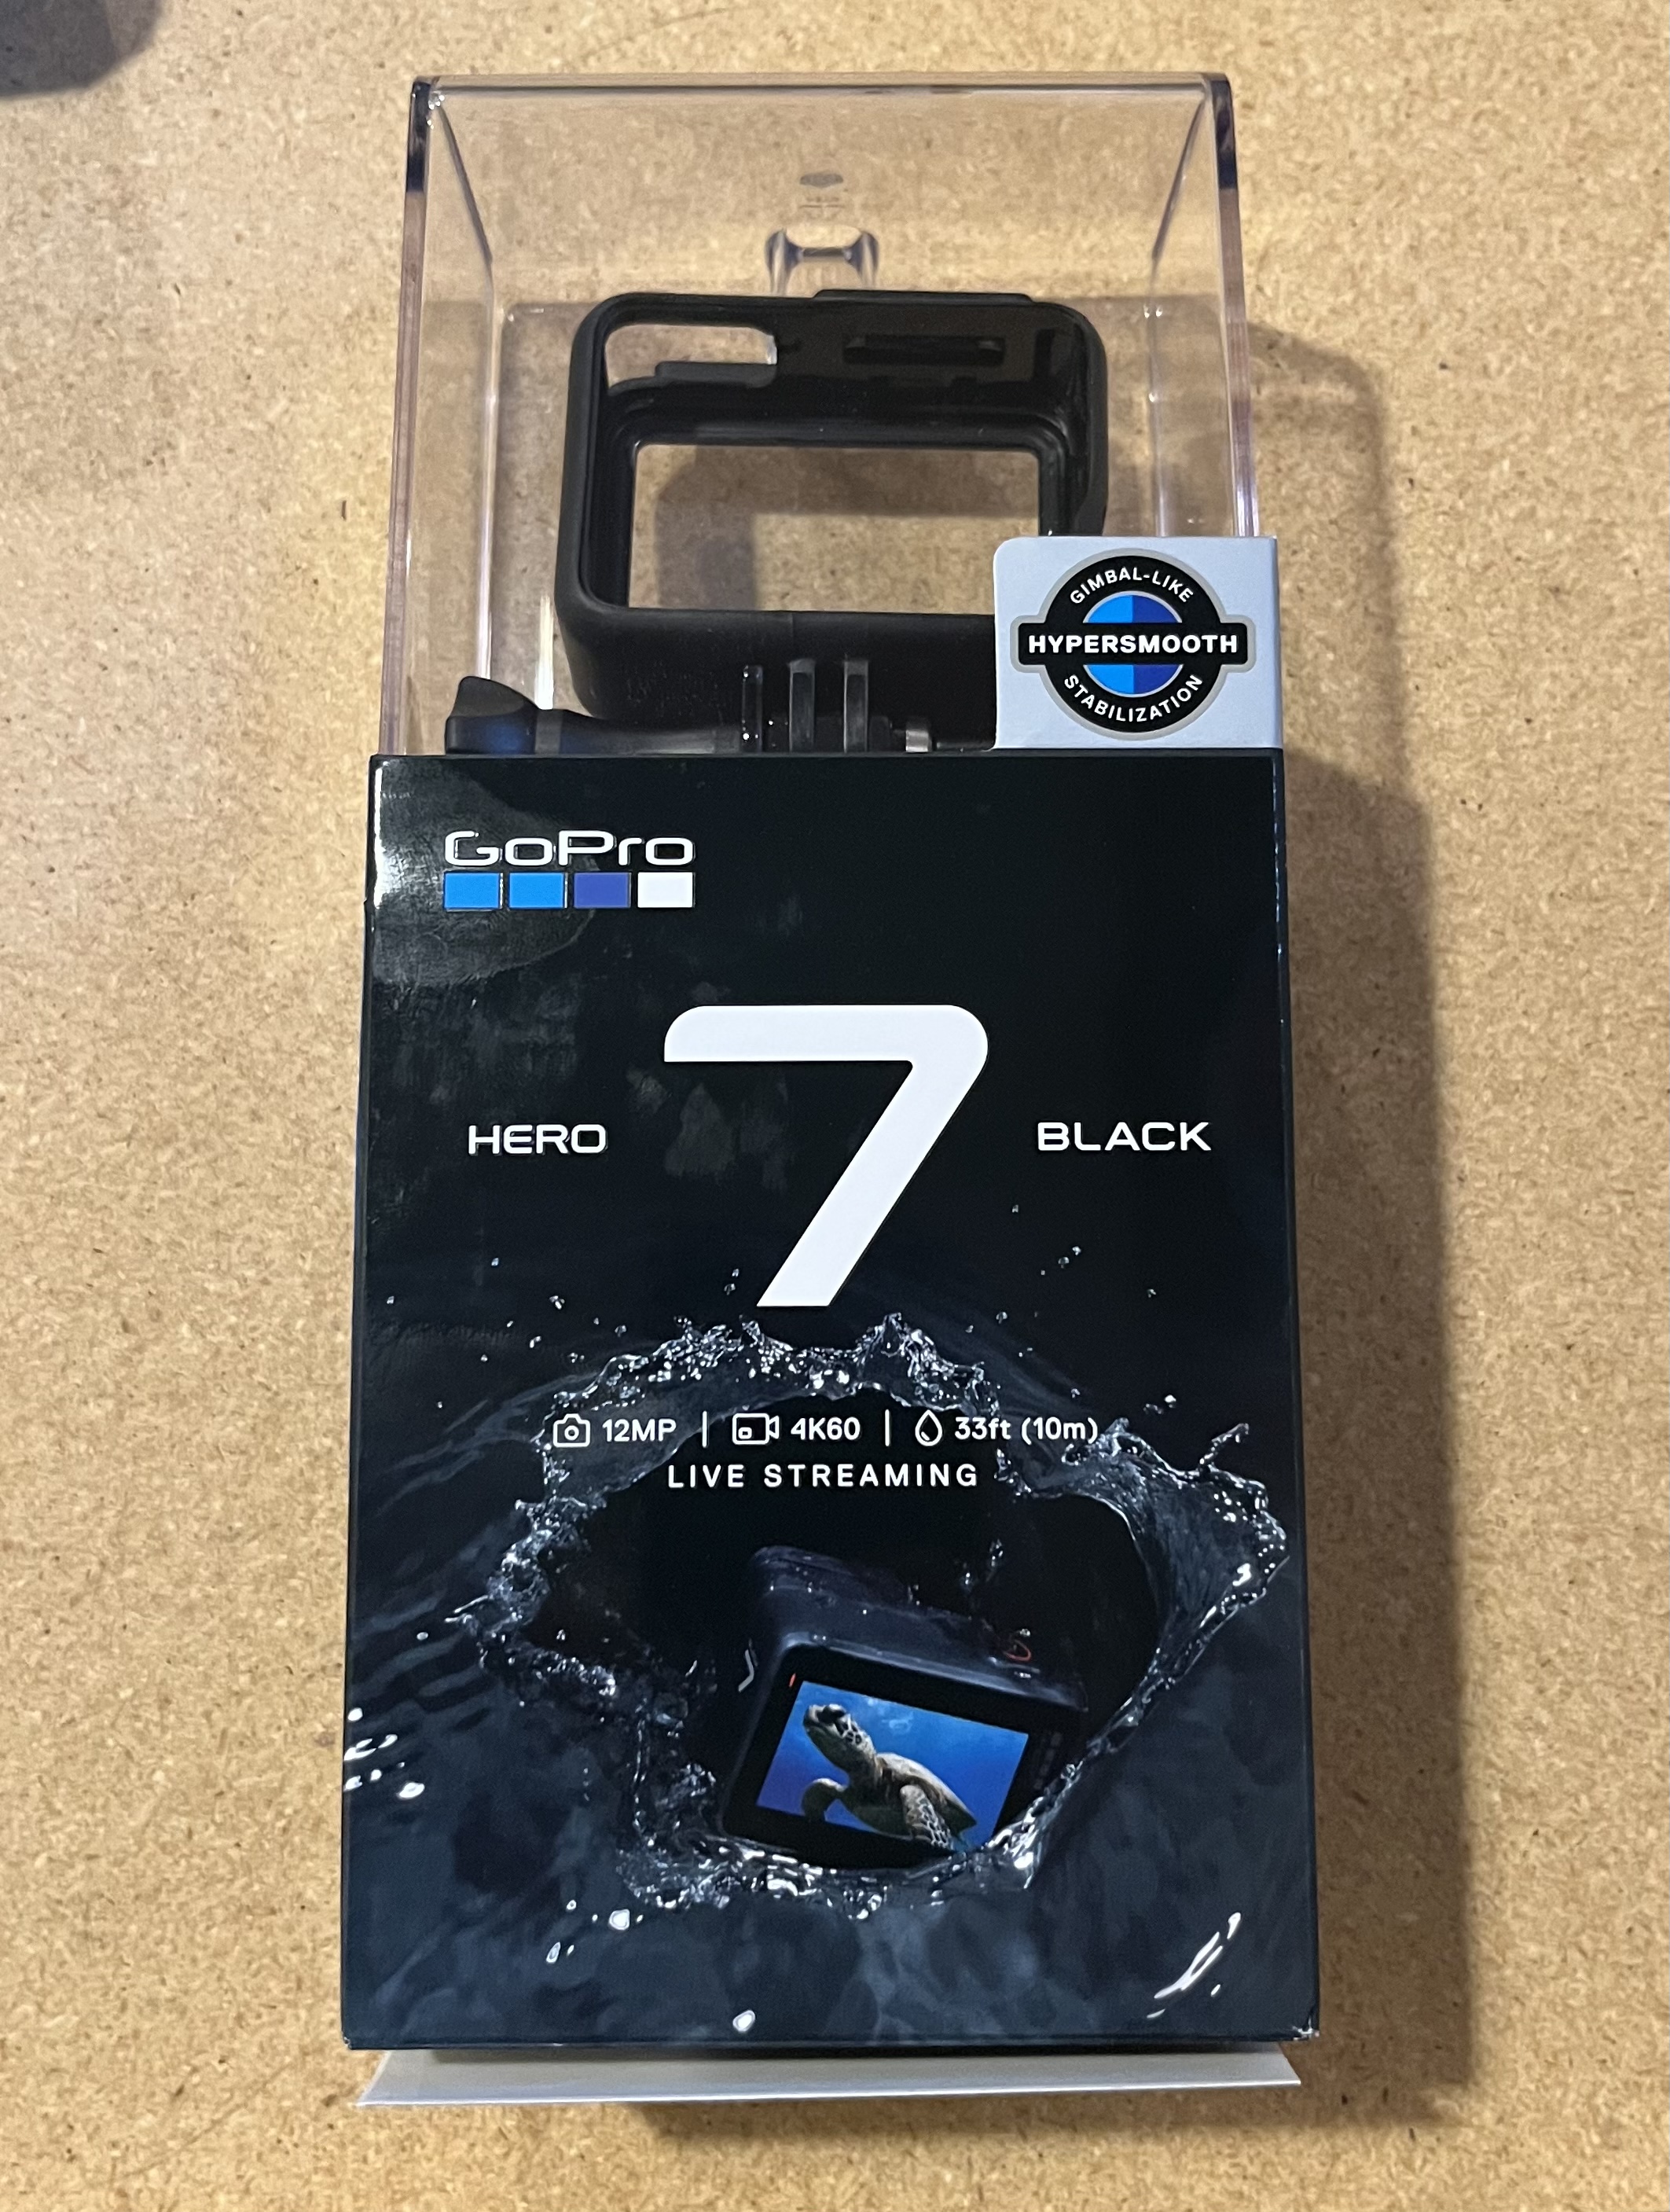 GIMBAL-LIKE
HYPERSMOOTH
STABILIZATION
GoPro
HERO 7 BLACK
12MP | 4K60 | 33ft (10m)
LIVE STREAMING